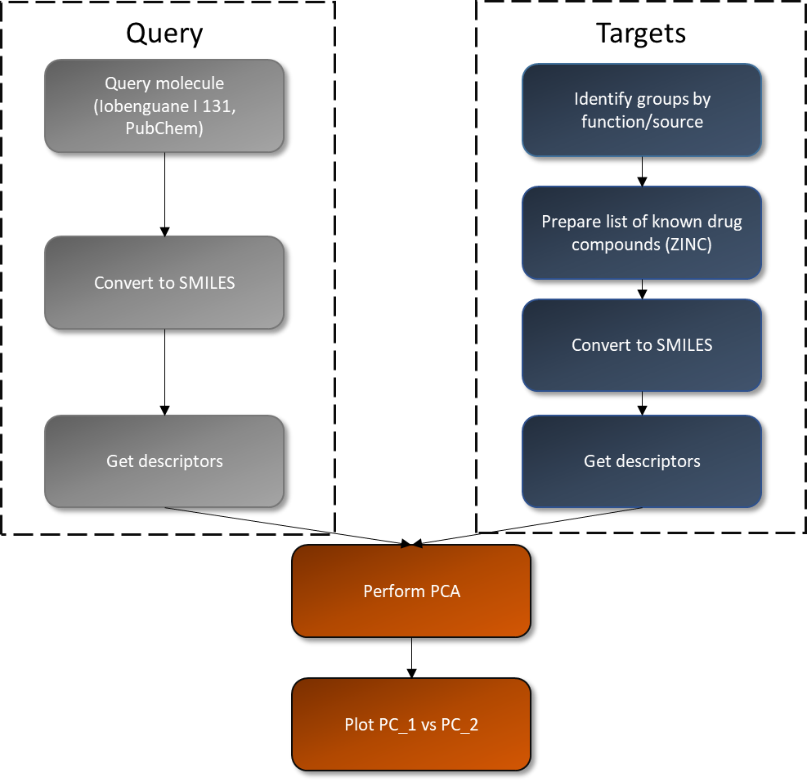 Query
Query molecule
(Iobenguane I 131,
PubChem)
Convert to SMILES
Get descriptors
Targets
Identify groups by
function/source
Prepare list of known drug
compounds (ZINC)
Convert to SMILES
Get descriptors
Perform PCA
Plot PC_1 vs PC_2